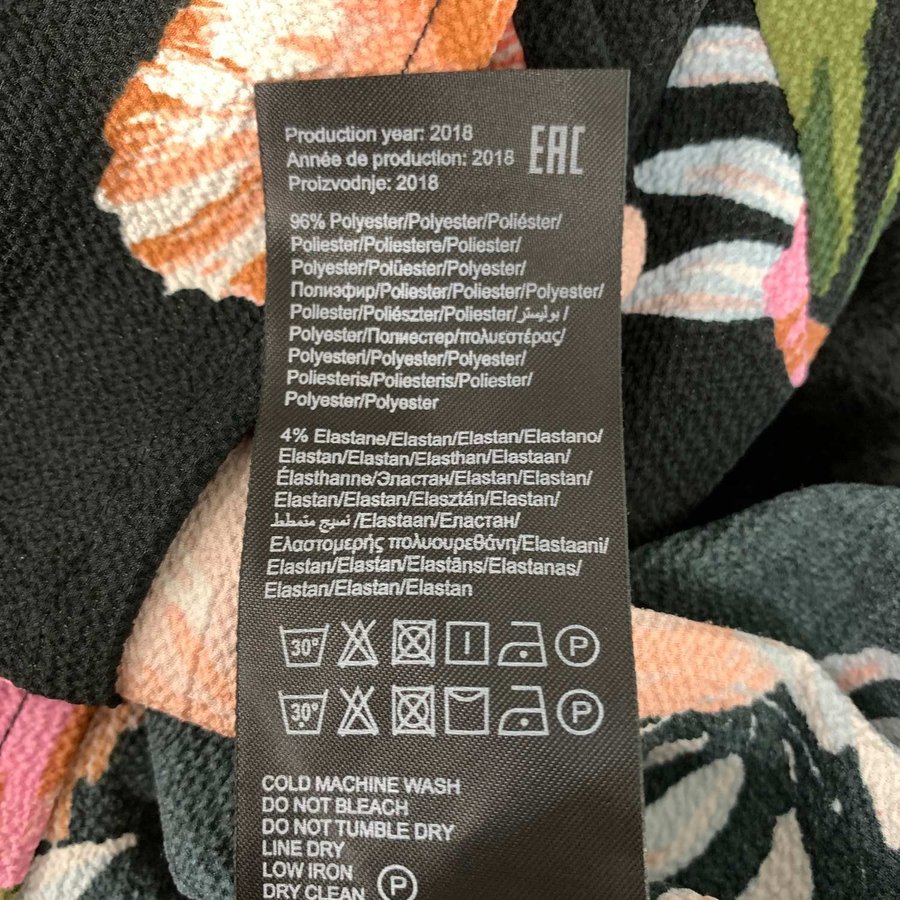 Production year: 2018
Année de production: 2018
Proizvodnje: 2018
EAC
96% Polyester/Polyester/Poliéster/
Poliester/Poliestere/Poliester/
Polyester/Polüester/Polyester/
Полиэфир/Poliester/Poliester/Polyester/
Poliester/Poliészter/Poliester/بوليستر/
Polyester/Полиестер/πολυεστέρας/
Polyesteri/Polyester/Polyester/
Poliesteris/Poliesteris/Poliester/
Polyester/Polyester
4% Elastane/Elastan/Elastan/Elastano/
Elastan/Elastan/Elasthan/Elastaan/
Élasthanne/Эластан/Elastan/Elastan/
Elastan/Elastan/Elasztán/Elastan/
نسيج متمطط/Elastaan/Еластан/
Ελαστομερής πολυουρεθάνη/Elastaani/
Elastan/Elastan/Elastāns/Elastanas/
Elastan/Elastan/Elastan
30° P
30° P
COLD MACHINE WASH
DO NOT BLEACH
DO NOT TUMBLE DRY
LINE DRY
LOW IRON
DRY CLEAN P